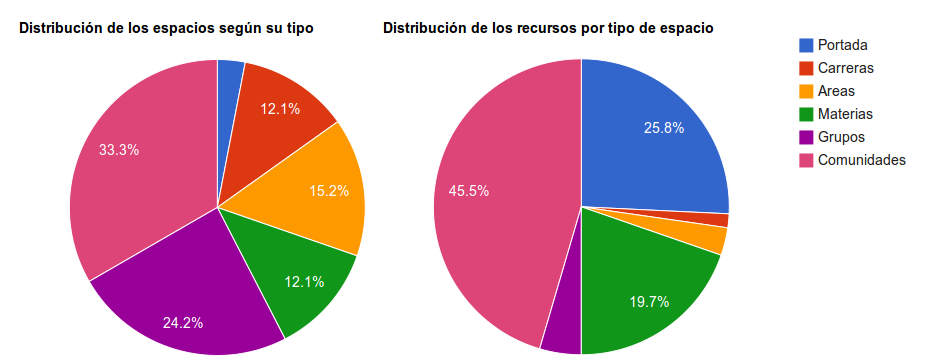 Distribución de los espacios según su tipo
33.3%
12.1%
15.2%
12.1%
24.2%
Distribución de los recursos por tipo de espacio
25.8%
45.5%
19.7%
Portada
Carreras
Areas
Materias
Grupos
Comunidades